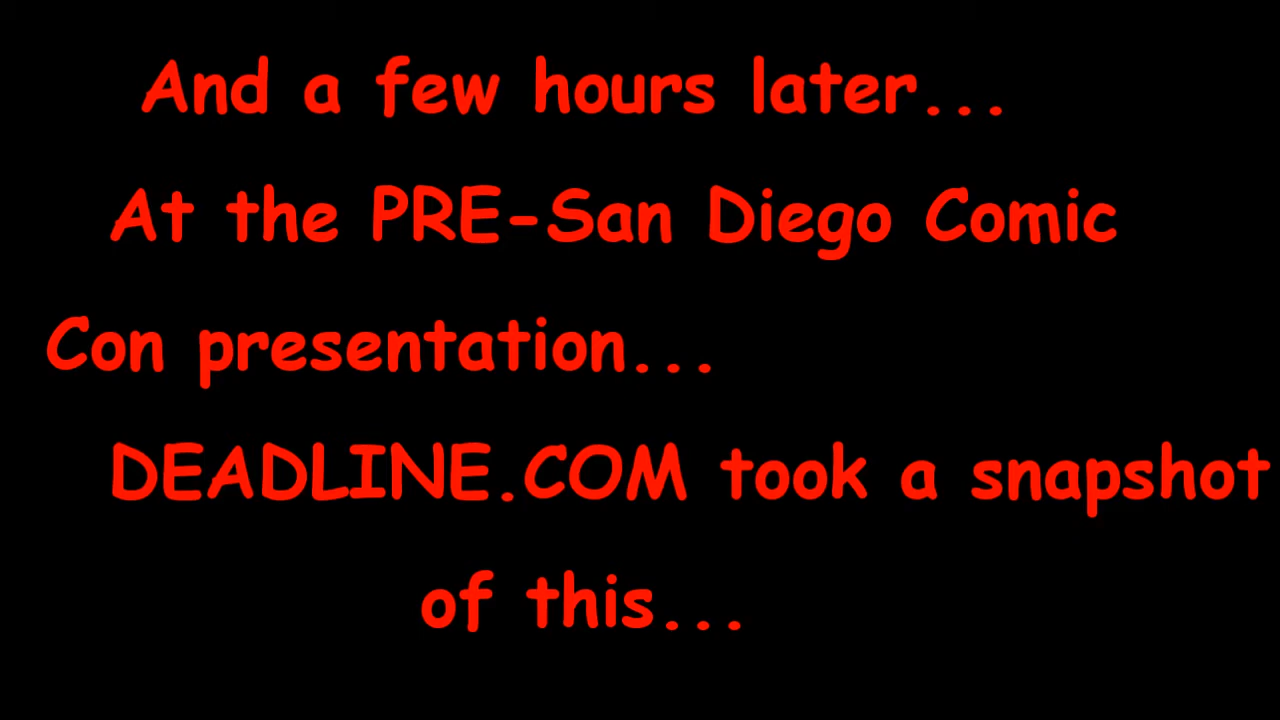 And a few hours later...
At the PRE-San Diego Comic
Con presentation...
DEADLINE.COM took a snapshot
of this...